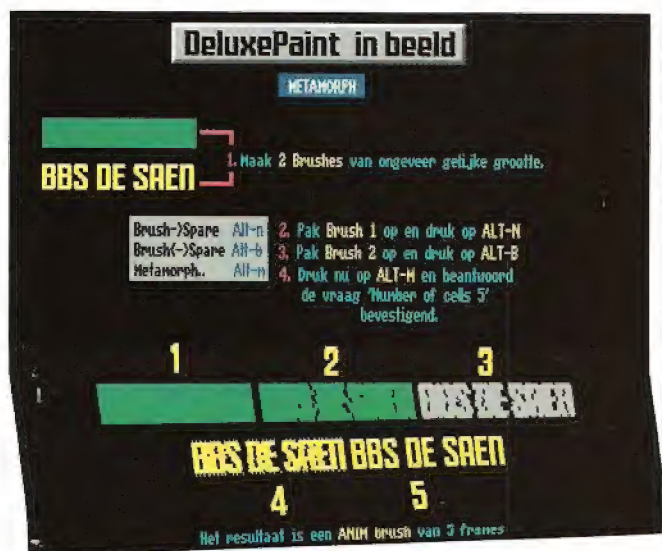 DeluxePaint in beeld
METAMORPH
1. Maak 2 Brushes van ongeveer gelijke grootte.
BBS DE SAEN
Brush->Spare Alt-n
Brush<->Spare Alt-b
Metamorph.. Alt-m
2. Pak Brush 1 op en druk op ALT-N
3. Pak Brush 2 op en druk op ALT-B
4. Druk nu op ALT-M en beantwoord
de vraag 'Number of cells 5'
bevestigend.
1 2 3
BBS DE SAEN
BBS DE SAEN BBS DE SAEN
4 5
Het resultaat is een ANIM brush van frames